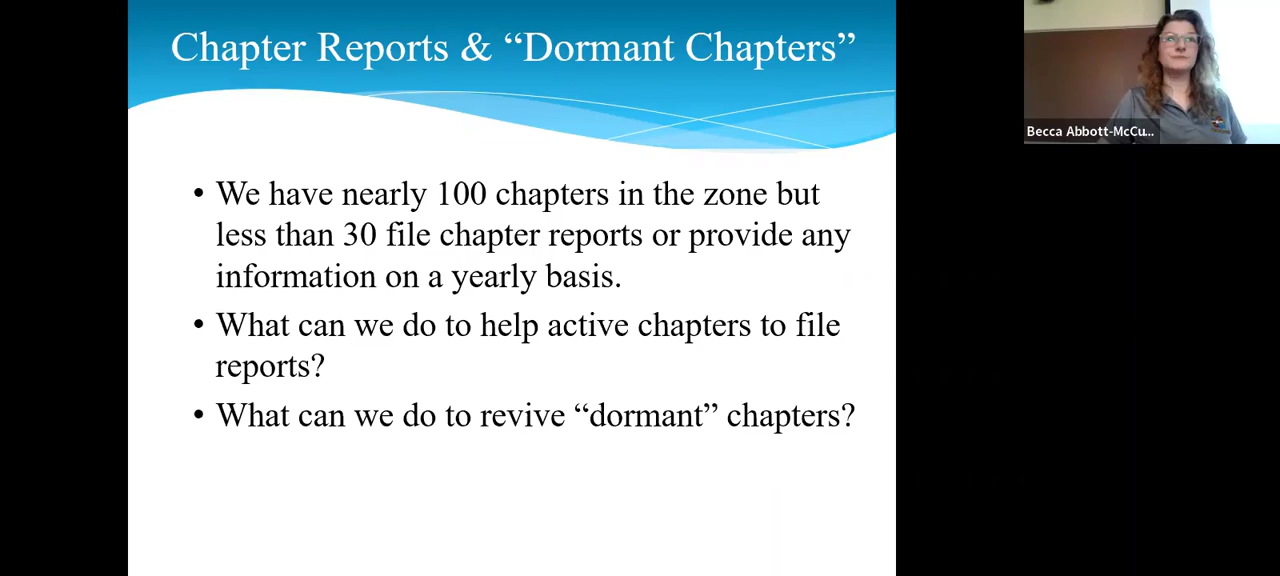 Chapter Reports & “Dormant Chapters”
• We have nearly 100 chapters in the zone but
less than 30 file chapter reports or provide any
information on a yearly basis.
• What can we do to help active chapters to file
reports?
• What can we do to revive “dormant” chapters?
Becca Abbott-McCu...